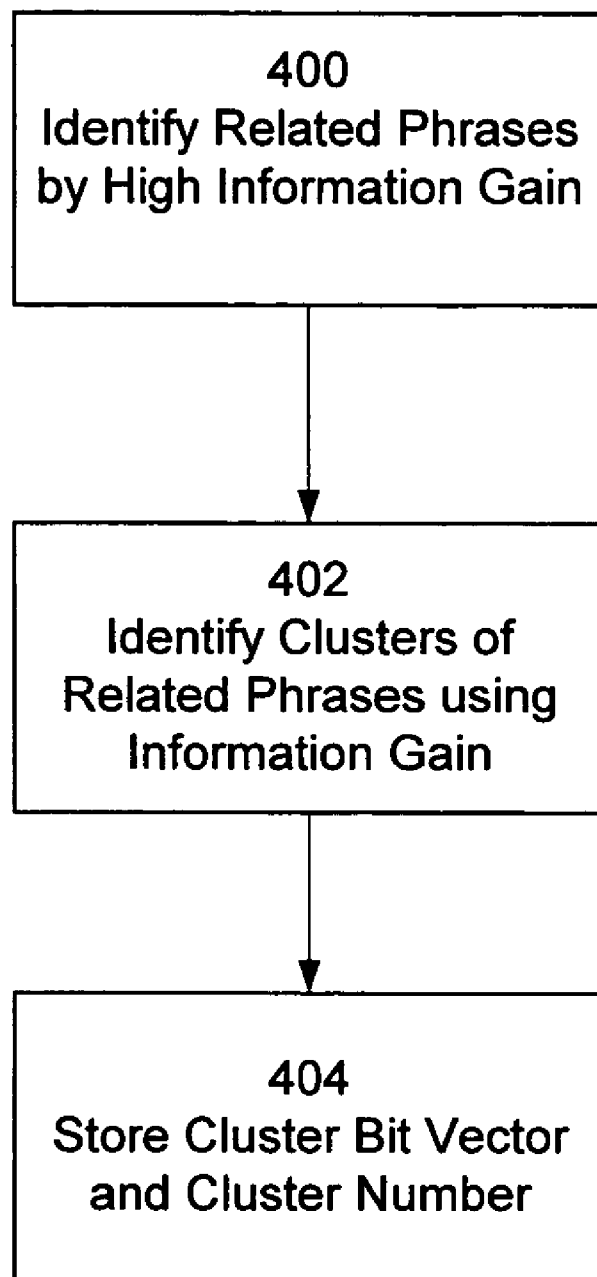 400
Identify Related Phrases
by High Information Gain
402
Identify Clusters of
Related Phrases using
Information Gain
404
Store Cluster Bit Vector
and Cluster Number